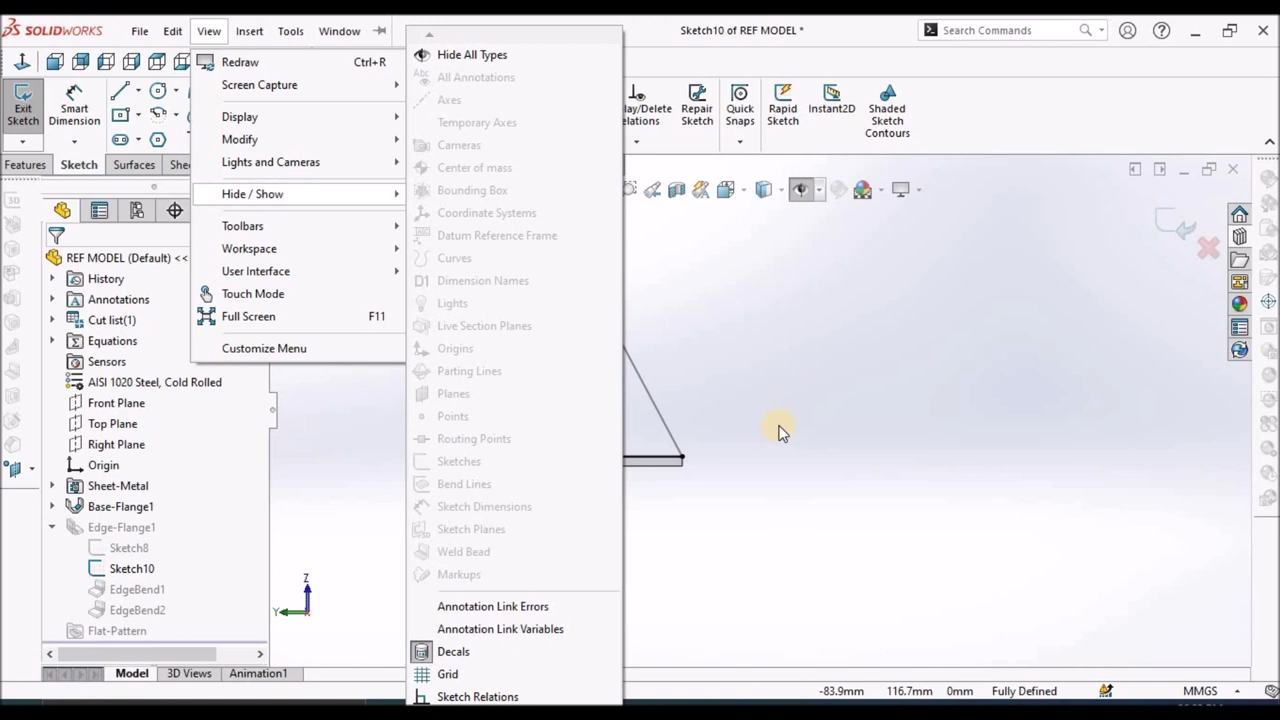 SOLIDWORKS
File
Edit
View
Insert
Tools
Window
Sketch10 of REF MODEL *
Search Commands
Exit
Sketch
Smart
Dimension
Repair
Sketch
Quick
Snaps
Rapid
Sketch
Instant2D
Shaded
Sketch
Contours
Features
Sketch
Surfaces
REF MODEL (Default) <<
History
Annotations
Cut list(1)
Equations
Sensors
AISI 1020 Steel, Cold Rolled
Front Plane
Top Plane
Right Plane
Origin
Sheet-Metal
Base-Flange1
Edge-Flange1
Sketch8
Sketch10
EdgeBend1
EdgeBend2
Flat-Pattern
Redraw Ctrl+R
Screen Capture
Display
Modify
Lights and Cameras
Hide / Show
Toolbars
Workspace
User Interface
Touch Mode
Full Screen F11
Customize Menu
Hide All Types
All Annotations
Axes
Temporary Axes
Cameras
Center of mass
Bounding Box
Coordinate Systems
Datum Reference Frame
Curves
D1 Dimension Names
Lights
Live Section Planes
Origins
Parting Lines
Planes
Points
Routing Points
Sketches
Bend Lines
Sketch Dimensions
Sketch Planes
Weld Bead
Markups
Annotation Link Errors
Annotation Link Variables
Decals
Grid
Sketch Relations
Z
Y
Model
3D Views
Animation1
-83.9mm
116.7mm
0mm
Fully Defined
MMGS